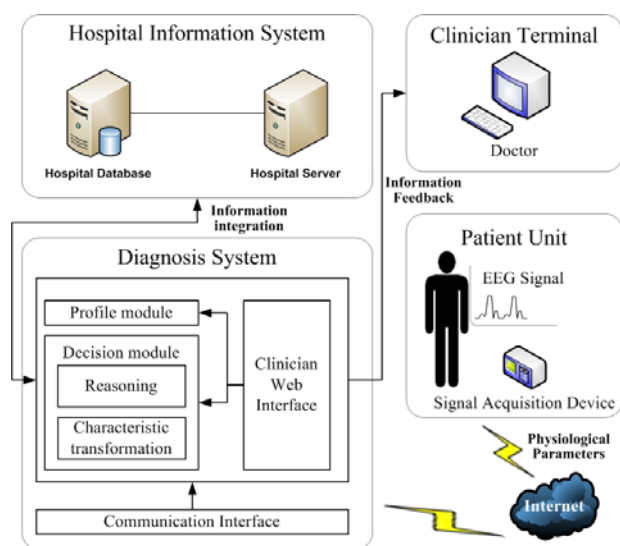 Hospital Information System
Hospital Database
Hospital Server
Clinician Terminal
Doctor
Information
integration
Information
Feedback
Diagnosis System
Profile module
Decision module
Reasoning
Characteristic
transformation
Clinician
Web
Interface
Communication Interface
Patient Unit
EEG Signal
Signal Acquisition Device
Physiological
Parameters
Internet